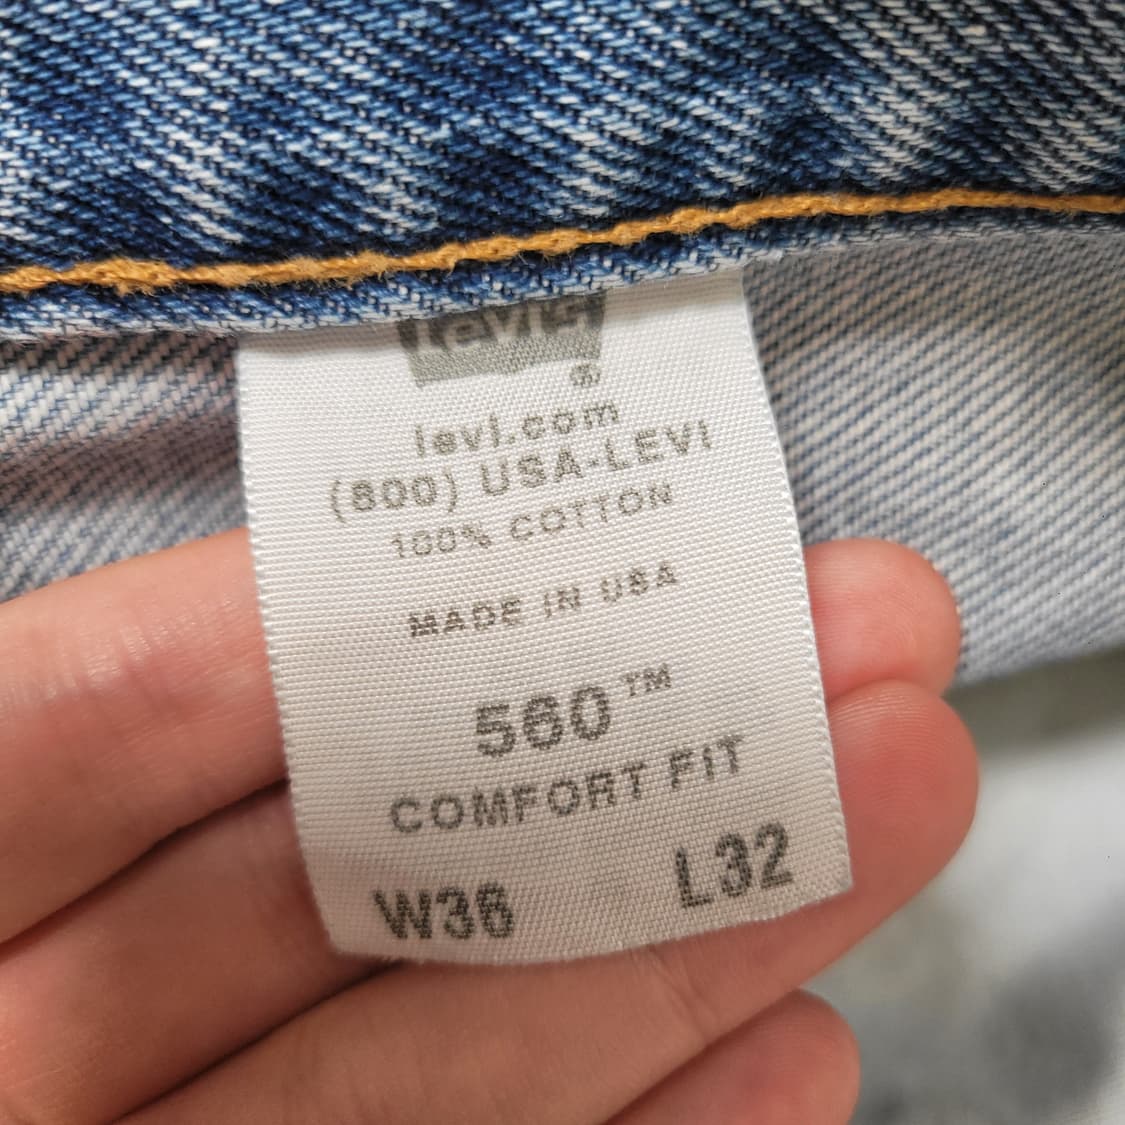 Levi's
®
levi.com
(800) USA-LEVI
100% COTTON
MADE IN USA
560™
COMFORT FIT
W36 L32